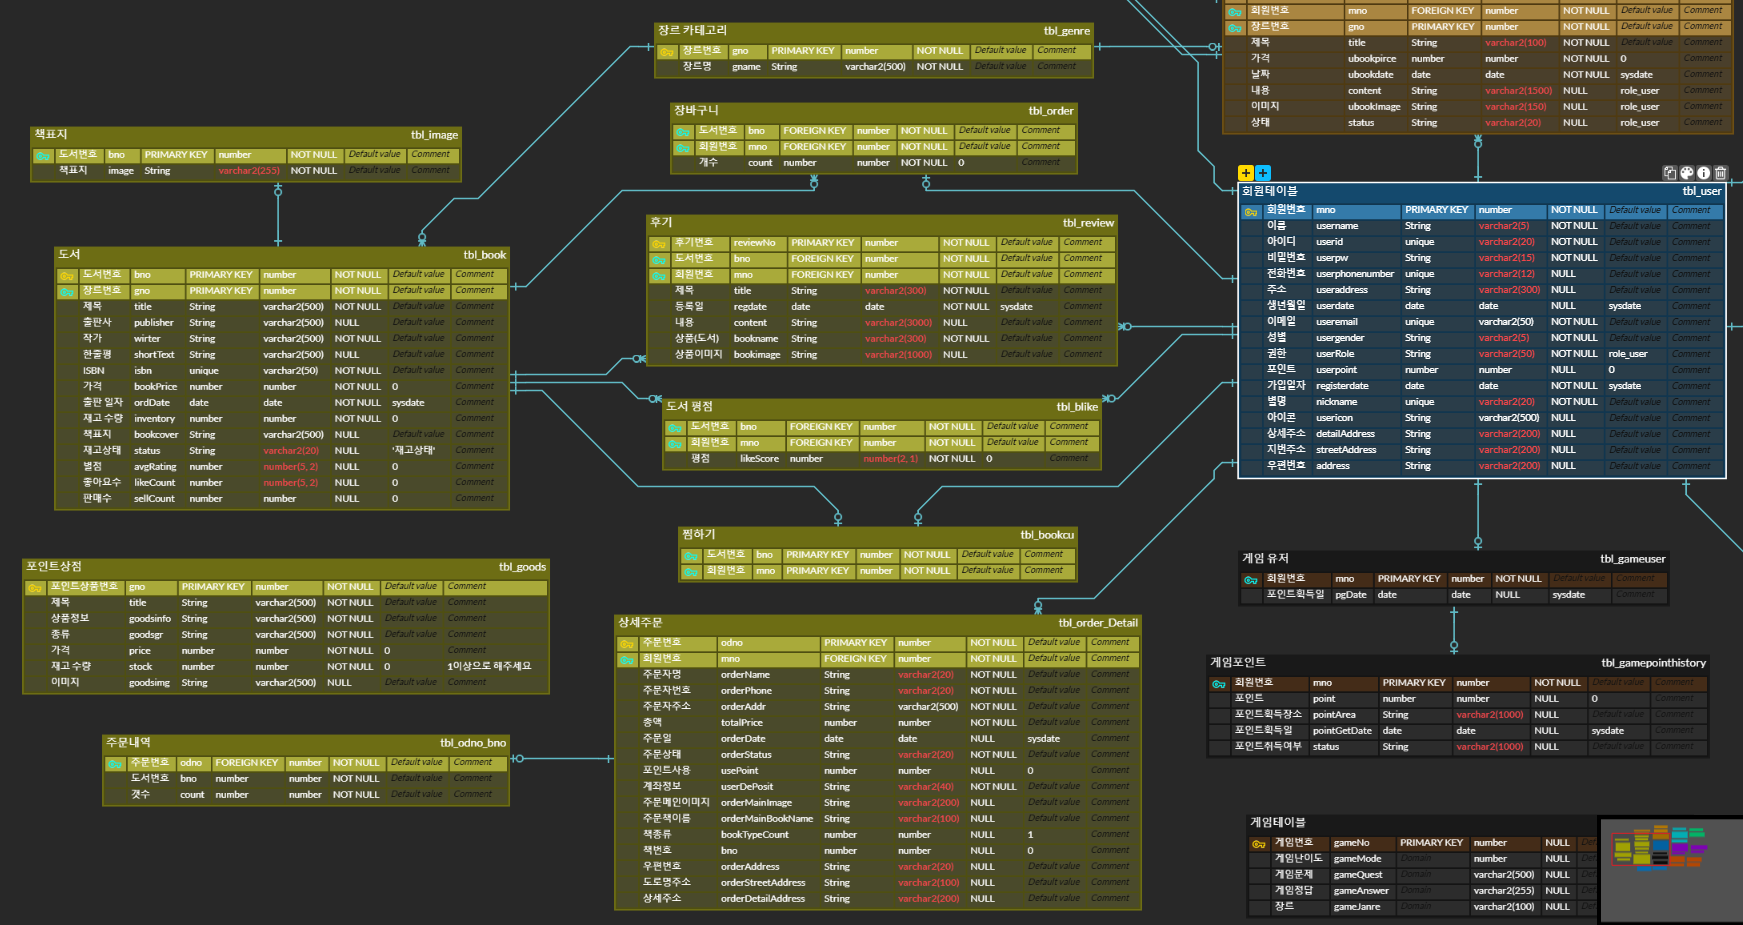 장르 카테고리 tbl_genre
장르번호 gno PRIMARY KEY number NOT NULL Default value Comment
장르명 gname String varchar2(500) NOT NULL Default value Comment
회원번호 mno FOREIGN KEY number NOT NULL Default value Comment
장르번호 gno PRIMARY KEY number NOT NULL Default value Comment
제목 title String varchar2(100) NOT NULL Default value Comment
가격 ubookpirce number number NOT NULL 0 Comment
날짜 ubookdate date date NOT NULL sysdate Comment
내용 content String varchar2(1500) NULL role_user Comment
이미지 ubookImage String varchar2(150) NULL role_user Comment
상태 status String varchar2(20) NULL role_user Comment
장바구니 tbl_order
도서번호 bno FOREIGN KEY number NOT NULL Default value Comment
회원번호 mno FOREIGN KEY number NOT NULL Default value Comment
개수 count number number NOT NULL 0 Comment
책표지 tbl_image
도서번호 bno PRIMARY KEY number NOT NULL Default value Comment
책표지 image String varchar2(255) NOT NULL Default value Comment
후기 tbl_review
후기번호 reviewNo PRIMARY KEY number NOT NULL Default value Comment
도서번호 bno FOREIGN KEY number NOT NULL Default value Comment
회원번호 mno FOREIGN KEY number NOT NULL Default value Comment
제목 title String varchar2(300) NOT NULL Default value Comment
등록일 regdate date date NOT NULL sysdate Comment
내용 content String varchar2(3000) NULL Default value Comment
상품(도서) bookname String varchar2(300) NOT NULL Default value Comment
상품이미지 bookimage String varchar2(1000) NULL Default value Comment
회원테이블 tbl_user
회원번호 mno PRIMARY KEY number NOT NULL Default value Comment
이름 username String varchar2(5) NOT NULL Default value Comment
아이디 userid unique varchar2(20) NOT NULL Default value Comment
비밀번호 userpw String varchar2(15) NOT NULL Default value Comment
전화번호 userphonenumber unique varchar2(12) NULL Default value Comment
주소 useraddress String varchar2(300) NULL Default value Comment
생년월일 userdate date date NULL sysdate Comment
이메일 useremail unique varchar2(50) NOT NULL Default value Comment
성별 usergender String varchar2(5) NULL Default value Comment
권한 userRole String varchar2(50) NOT NULL role_user Comment
포인트 userpoint number number NULL 0 Comment
가입일자 registerdate date date NOT NULL sysdate Comment
별명 nickname unique varchar2(20) NOT NULL Default value Comment
아이콘 usericon String varchar2(500) NULL Default value Comment
상세주소 detailAddress String varchar2(200) NULL Default value Comment
지번주소 streetAddress String varchar2(200) NULL Default value Comment
우편번호 address String varchar2(200) NULL Default value Comment
도서 tbl_book
도서번호 bno PRIMARY KEY number NOT NULL Default value Comment
장르번호 gno PRIMARY KEY number NOT NULL Default value Comment
제목 title String varchar2(500) NOT NULL Default value Comment
출판사 publisher String varchar2(500) NULL Default value Comment
작가 wirter String varchar2(500) NOT NULL Default value Comment
한줄평 shortText String varchar2(500) NULL Default value Comment
ISBN isbn unique varchar2(50) NULL Default value Comment
가격 bookPrice number number NOT NULL 0 Comment
출판 일자 ordDate date date NOT NULL sysdate Comment
재고 수량 inventory number number NOT NULL 0 Comment
책표지 bookcover String varchar2(500) NULL Default value Comment
재고상태 status String varchar2(20) NULL '재고상태' Comment
별점 avgRating number number(5, 2) NULL 0 Comment
좋아요수 likeCount number number(5, 2) NULL 0 Comment
판매수 sellCount number number NULL 0 Comment
도서 평점 tbl_blike
도서번호 bno FOREIGN KEY number NOT NULL Default value Comment
회원번호 mno FOREIGN KEY number NOT NULL Default value Comment
평점 likeScore number number(2, 1) NOT NULL 0 Comment
찜하기 tbl_bookcu
도서번호 bno PRIMARY KEY number NOT NULL Default value Comment
회원번호 mno PRIMARY KEY number NOT NULL Default value Comment
포인트상점 tbl_goods
포인트상품번호 gno PRIMARY KEY number NOT NULL Default value Comment
제목 title String varchar2(500) NOT NULL Default value Comment
상품정보 goodsinfo String varchar2(500) NOT NULL Default value Comment
종류 goodsgr String varchar2(500) NOT NULL Default value Comment
가격 price number number NOT NULL 0 Comment
재고 수량 stock number number NOT NULL 0 1이상으로 해주세요
이미지 goodsimg String varchar2(500) NULL Default value Comment
게임 유저 tbl_gameuser
회원번호 mno PRIMARY KEY number NOT NULL Default value Comment
포인트획득일 pgDate date date NULL sysdate Comment
상세주문 tbl_order_Detail
주문번호 odno PRIMARY KEY number NOT NULL Default value Comment
회원번호 mno FOREIGN KEY number NOT NULL Default value Comment
주문자명 orderName String varchar2(20) NOT NULL Default value Comment
주문자번호 orderPhone String varchar2(20) NOT NULL Default value Comment
주문자주소 orderAddr String varchar2(500) NOT NULL Default value Comment
총액 totalPrice number number NOT NULL Default value Comment
주문일 orderDate date date NULL sysdate Comment
주문상태 orderStatus String varchar2(20) NOT NULL Default value Comment
포인트사용 usePoint number number NULL 0 Comment
계좌정보 userDePosit String varchar2(40) NULL Default value Comment
주문메인이미지 orderMainImage String varchar2(200) NULL Default value Comment
주문책이름 orderMainBookName String varchar2(100) NULL Default value Comment
책종류 bookTypeCount number number NULL 1 Comment
책번호 bno number number NULL 0 Comment
우편번호 orderAddress String varchar2(20) NULL Default value Comment
도로명주소 orderStreetAddress String varchar2(100) NULL Default value Comment
상세주소 orderDetailAddress String varchar2(200) NULL Default value Comment
게임포인트 tbl_gamepointhistory
회원번호 mno PRIMARY KEY number NOT NULL Default value Comment
포인트 point number number NULL 0 Comment
포인트획득장소 pointArea String varchar2(1000) NULL Default value Comment
포인트획득일 pointGetDate date date NULL sysdate Comment
포인트취득여부 status String varchar2(1000) NULL Default value Comment
주문내역 tbl_odno_bno
주문번호 odno FOREIGN KEY number NOT NULL Default value Comment
도서번호 bno number number NOT NULL Default value Comment
갯수 count number number NOT NULL Default value Comment
게임테이블
게임번호 gameNo PRIMARY KEY number NULL Def
게임난이도 gameMode Domain number NULL Def
게임문제 gameQuest Domain varchar2(500) NULL Def
게임정답 gameAnswer Domain varchar2(255) NULL Def
장르 gameJanre Domain varchar2(100) NULL Def